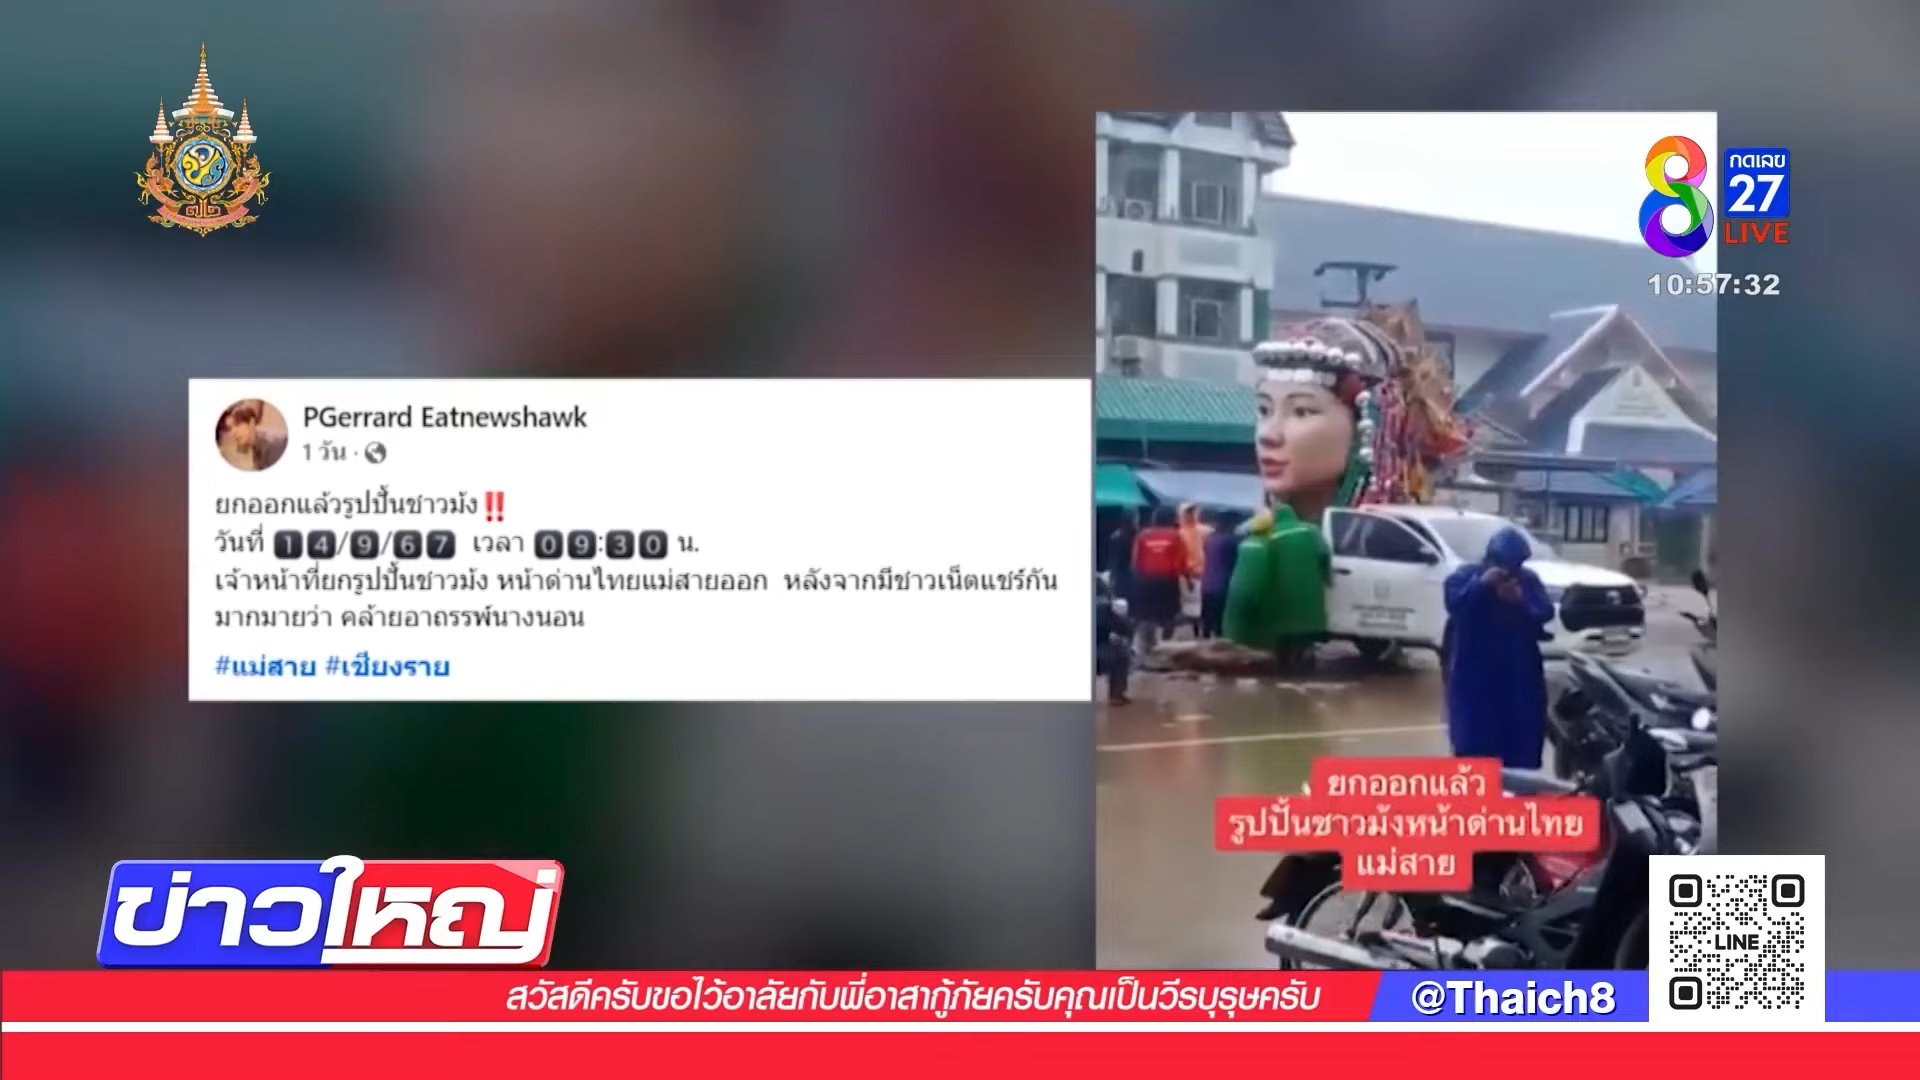 8
กดเลข
27
LIVE
10:57:32
PGerrard Eatnewshawk
1 วัน ·
ยกออกแล้วรูปปั้นชาวม้ง‼️
วันที่ 14/9/67 เวลา 09:30 น.
เจ้าหน้าที่ยกรูปปั้นชาวม้ง หน้าด่านไทยแม่สายออก หลังจากมีชาวเน็ตแชร์กัน
มากมายว่า คล้ายอาถรรพ์นางนอน
#แม่สาย #เชียงราย
ยกออกแล้ว
รูปปั้นชาวม้งหน้าด่านไทย
แม่สาย
ข่าวใหญ่
สวัสดีครับขอไว้อาลัยกับพี่อาสากู้ภัยครับคุณเป็นวีรบุรุษครับ
@Thaich8
LINE